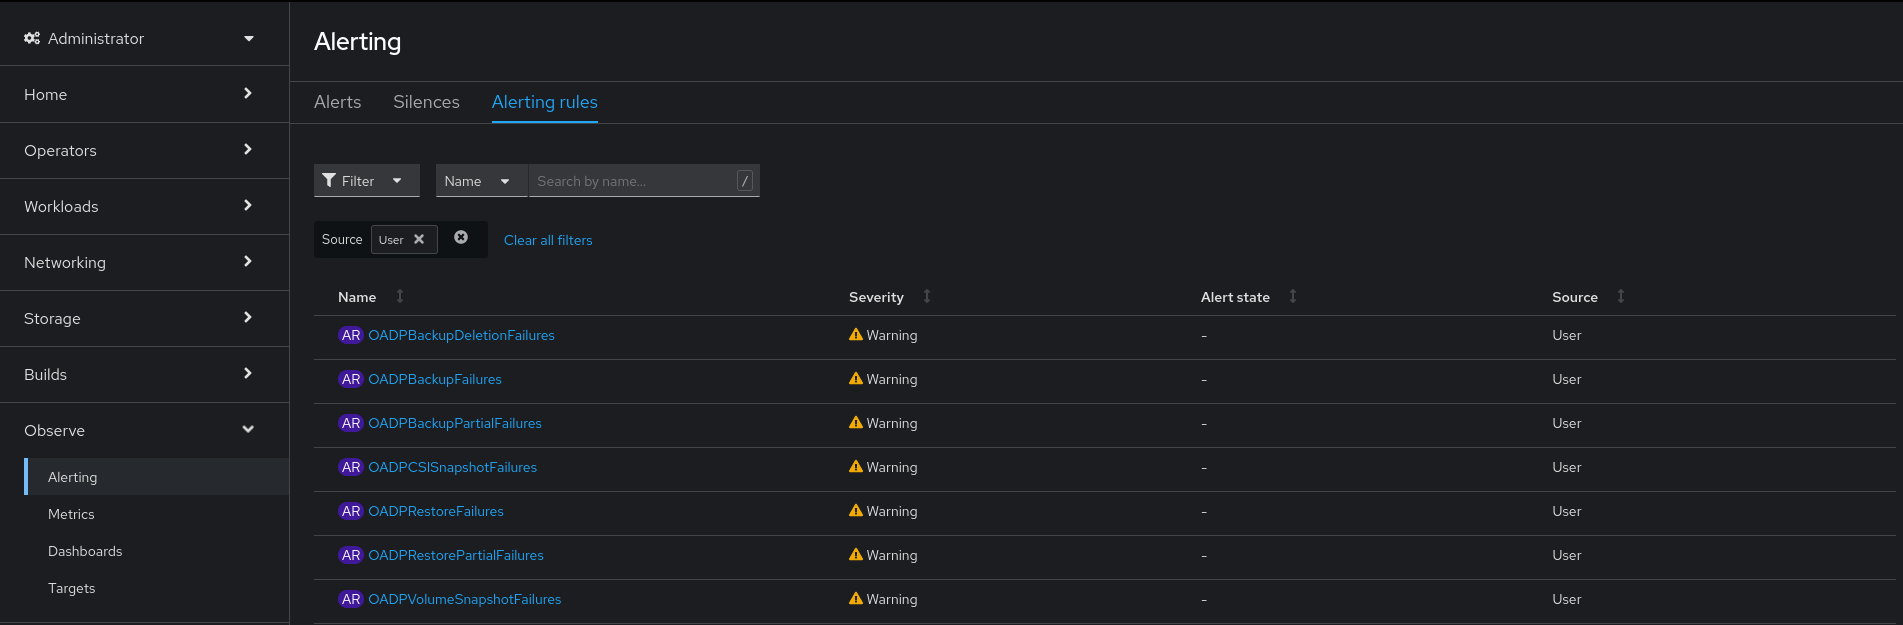 Administrator
Home
Operators
Workloads
Networking
Storage
Builds
Observe
Alerting
Metrics
Dashboards
Targets
Alerting
Alerts Silences Alerting rules
Filter Name Search by name... /
Source User Clear all filters
Name Severity Alert state Source
AR OADPBackupDeletionFailures Warning - User
AR OADPBackupFailures Warning - User
AR OADPBackupPartialFailures Warning - User
AR OADPCSISnapshotFailures Warning - User
AR OADPRestoreFailures Warning - User
AR OADPRestorePartialFailures Warning - User
AR OADPVolumeSnapshotFailures Warning - User